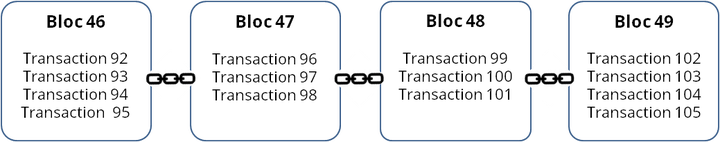 Bloc 46
Transaction 92
Transaction 93
Transaction 94
Transaction 95
Bloc 47
Transaction 96
Transaction 97
Transaction 98
Bloc 48
Transaction 99
Transaction 100
Transaction 101
Bloc 49
Transaction 102
Transaction 103
Transaction 104
Transaction 105